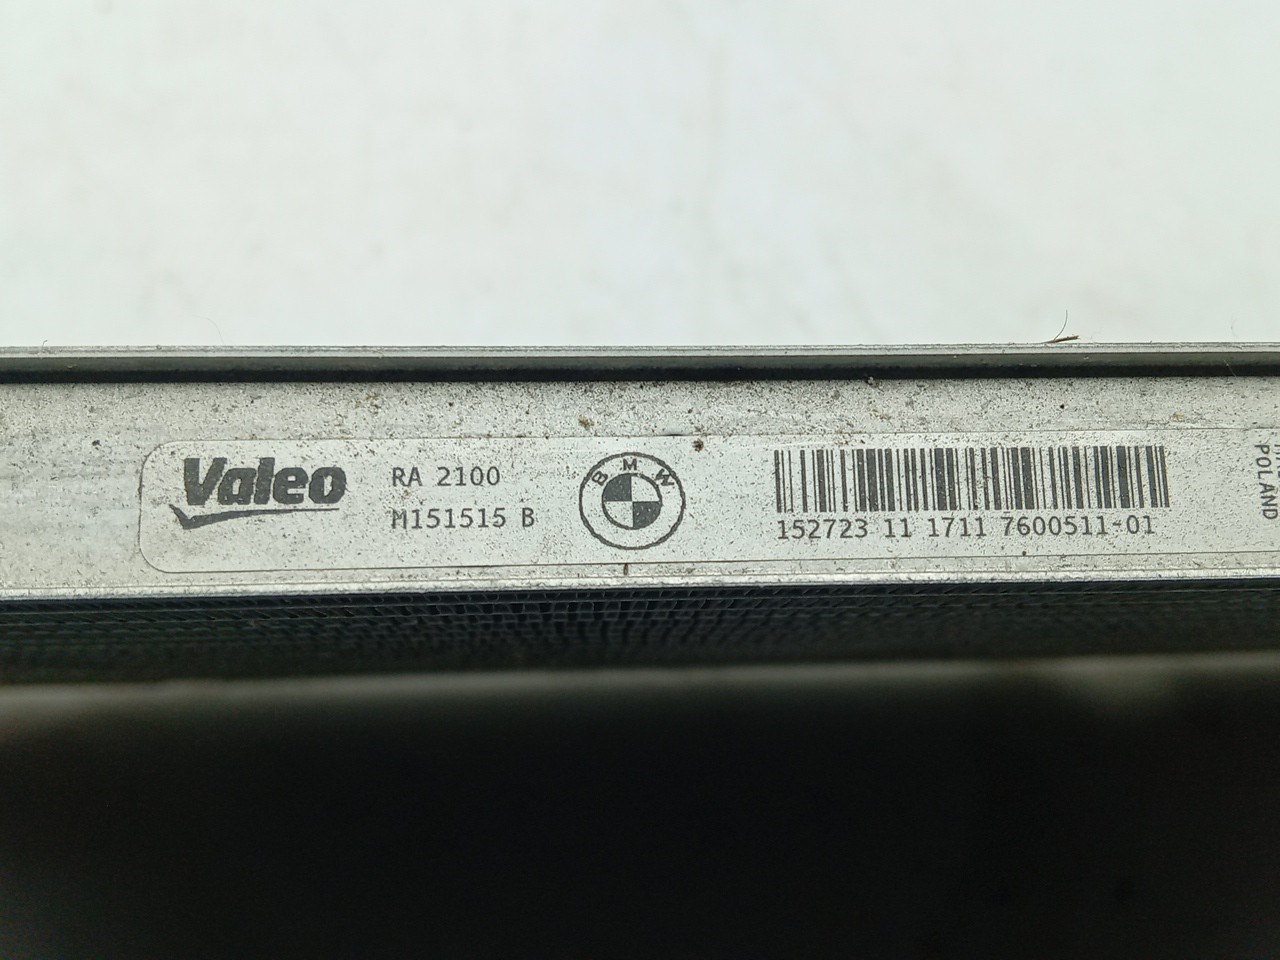 Valeo
RA 2100
M151515 B
BMW
152723 11 1711 7600511-01
POLAND